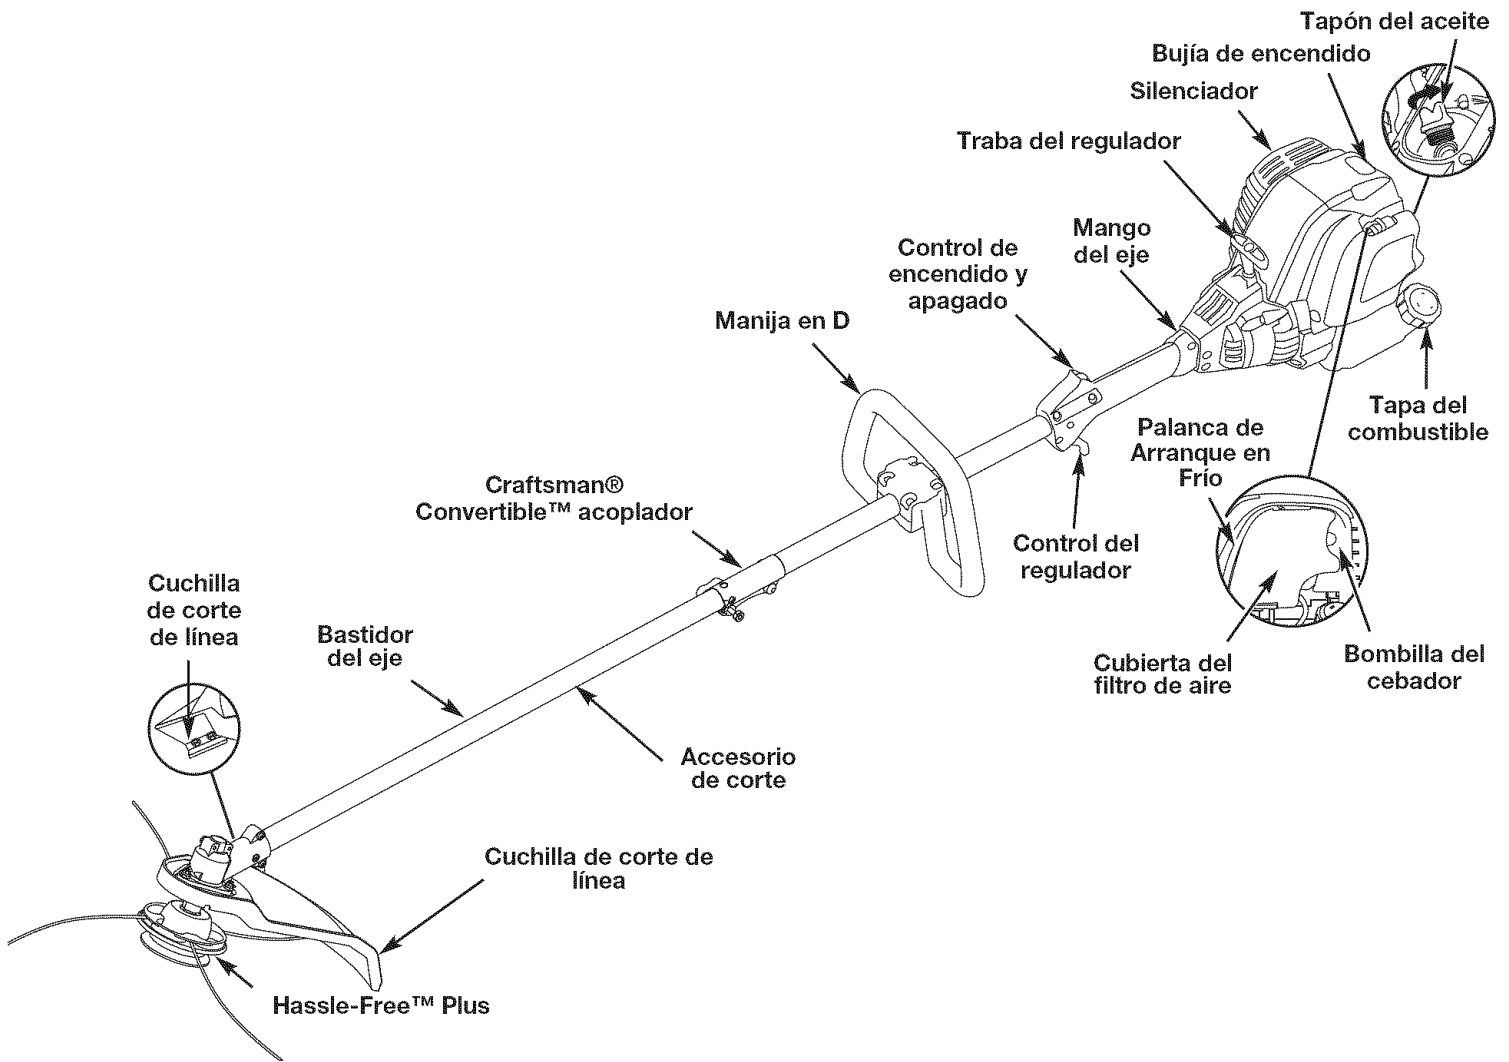 Tapón del aceite
Bujía de encendido
Silenciador
Traba del regulador
Mango
del eje
Control de
encendido y
apagado
Manija en D
Tapa del
combustible
Palanca de
Arranque en
Frío
Craftsman®
Convertible™ acoplador
Control del
regulador
Cuchilla
de corte
de línea
Bastidor
del eje
Cubierta del
filtro de aire
Bombilla del
cebador
Accesorio
de corte
Cuchilla de corte de
línea
Hassle-Free™ Plus